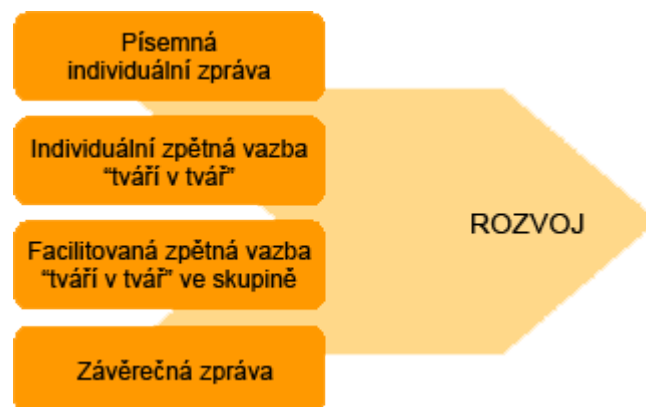 Písemná
individuální zpráva
Individuální zpětná vazba
“tváří v tvář”
Facilitovaná zpětná vazba
“tváří v tvář” ve skupině
Závěrečná zpráva
ROZVOJ